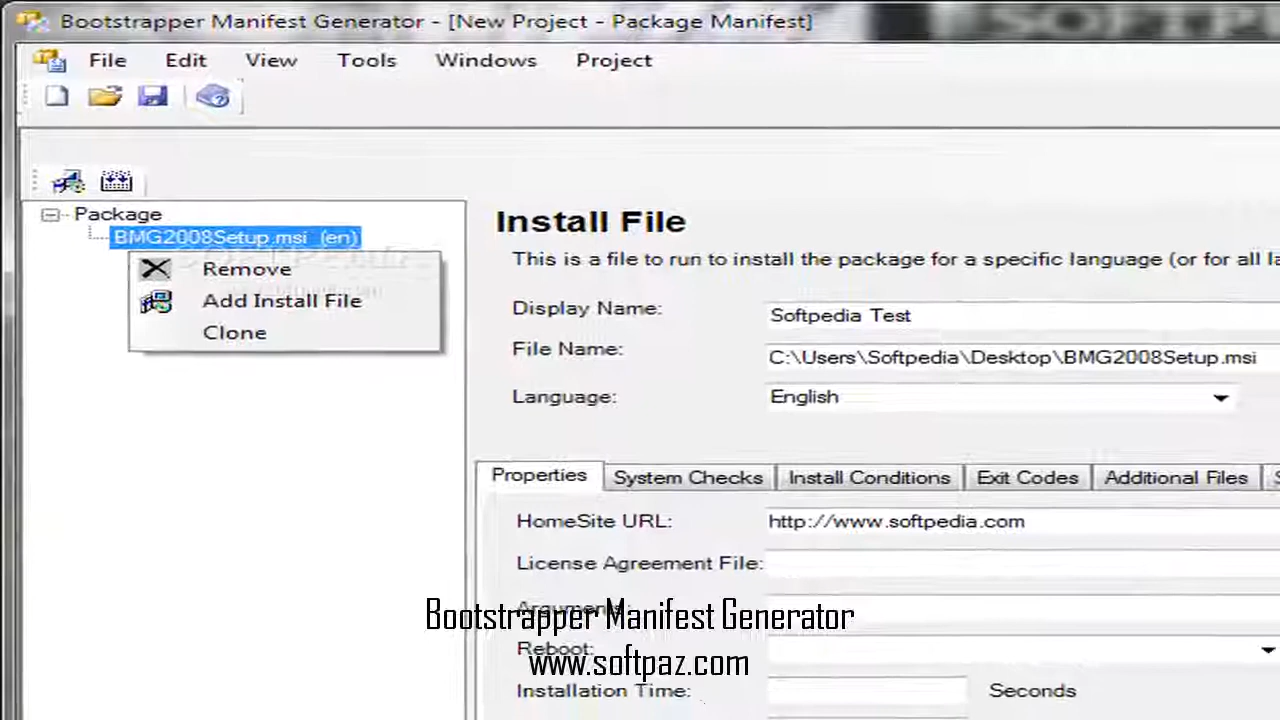 Bootstrapper Manifest Generator - [New Project - Package Manifest]
File Edit View Tools Windows Project
Package
BMG2008Setup.msi (en)
Remove
Add Install File
Clone
Install File
This is a file to run to install the package for a specific language (or for all la
Display Name: Softpedia Test
File Name: C:\Users\Softpedia\Desktop\BMG2008Setup.msi
Language: English
Properties System Checks Install Conditions Exit Codes Additional Files
HomeSite URL: http://www.softpedia.com
License Agreement File:
Arguments:
Bootstrapper Manifest Generator
Reboot:
www.softpaz.com
Installation Time: Seconds